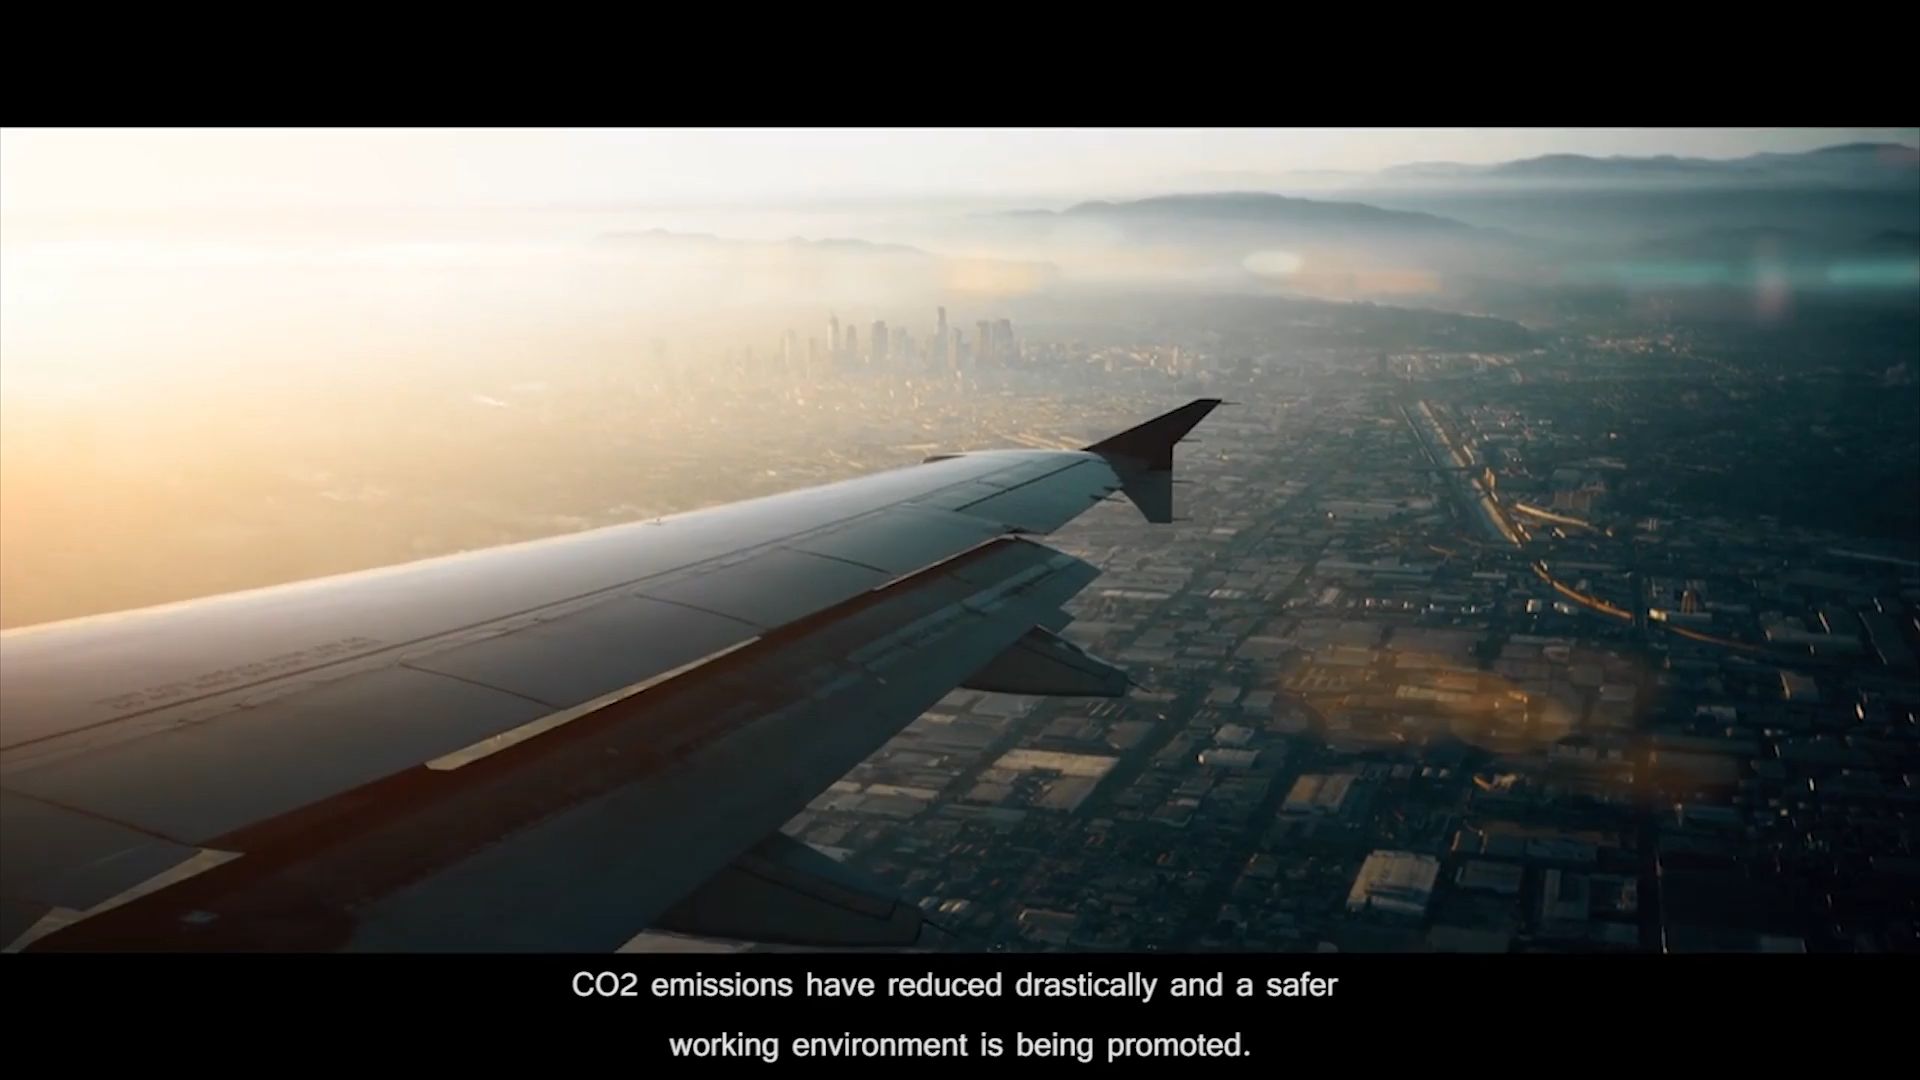 CO2 emissions have reduced drastically and a safer
working environment is being promoted.